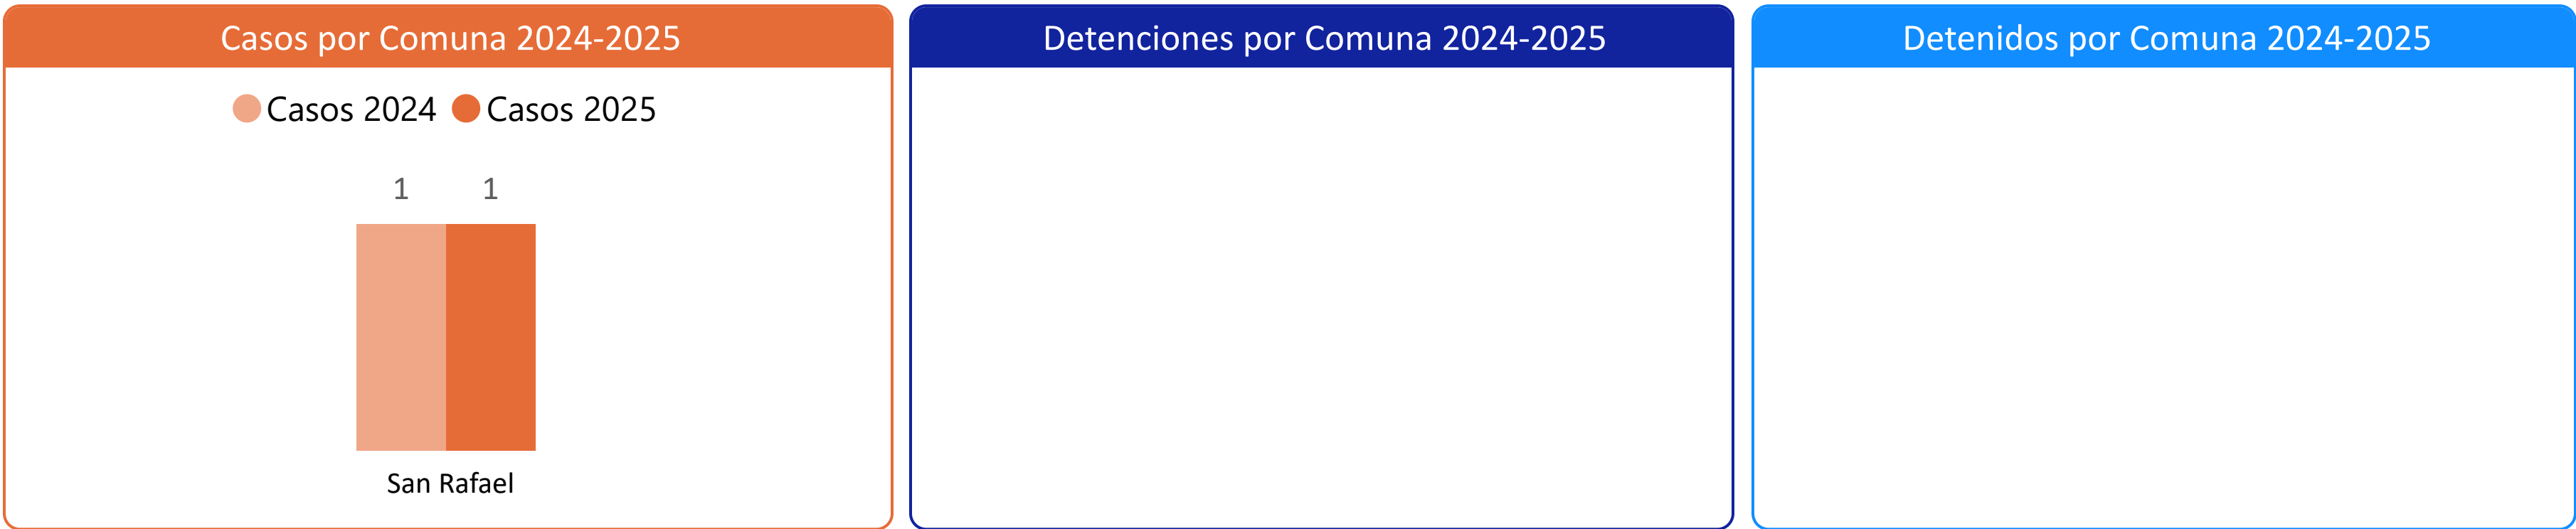 Casos por Comuna 2024-2025
Casos 2024 Casos 2025
1 1
San Rafael
Detenciones por Comuna 2024-2025
Detenidos por Comuna 2024-2025